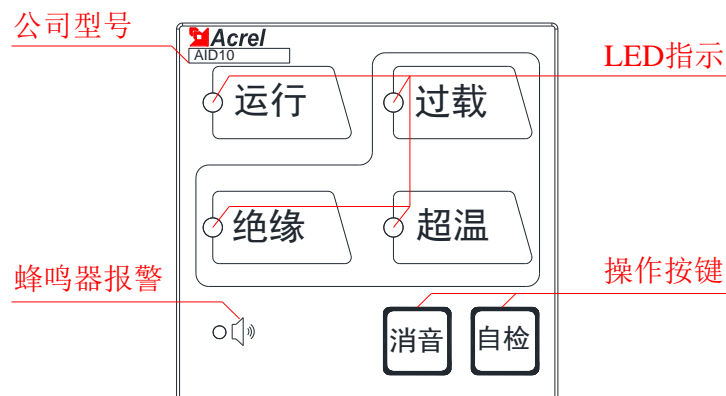 公司型号
Acrel
AID10
LED指示
运行
过载
绝缘
超温
蜂鸣器报警
操作按键
消音
自检